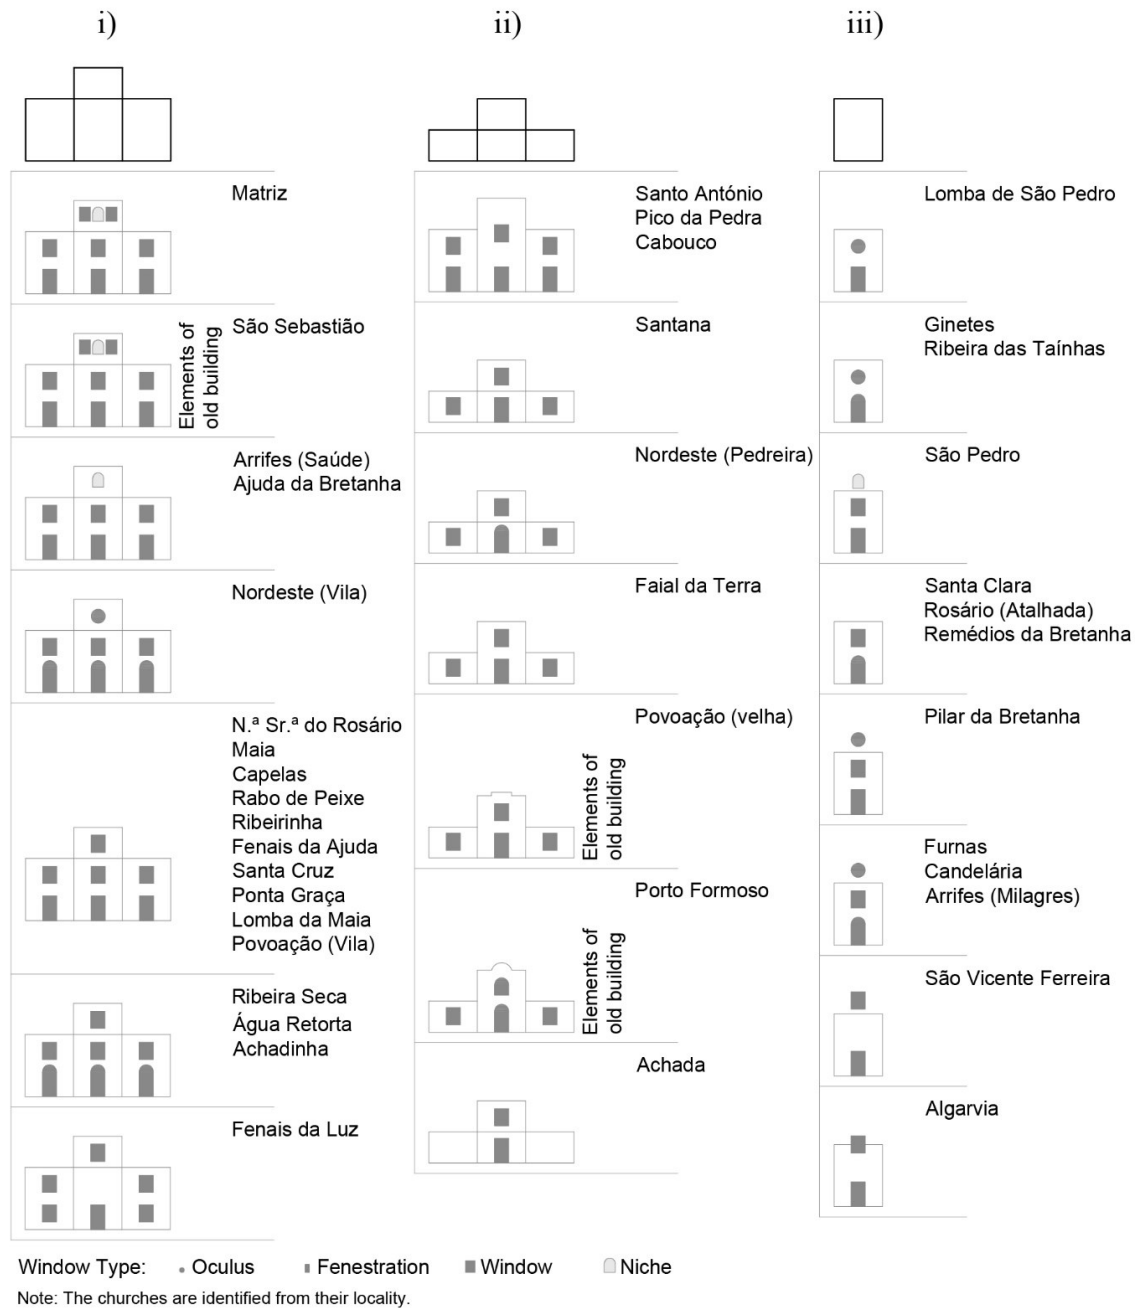 i)
Matriz
São Sebastião
Elements of
old building
Arrifes (Saúde)
Ajuda da Bretanha
Nordeste (Vila)
N.ª Sr.ª do Rosário
Maia
Capelas
Rabo de Peixe
Ribeirinha
Fenais da Ajuda
Santa Cruz
Ponta Graça
Lomba da Maia
Povoação (Vila)
Ribeira Seca
Água Retorta
Achadinha
Fenais da Luz
ii)
Santo António
Pico da Pedra
Cabouco
Santana
Nordeste (Pedreira)
Faial da Terra
Povoação (velha)
Elements of
old building
Porto Formoso
Elements of
old building
Achada
iii)
Lomba de São Pedro
Ginetes
Ribeira das Taínhas
São Pedro
Santa Clara
Rosário (Atalhada)
Remédios da Bretanha
Pilar da Bretanha
Furnas
Candelária
Arrifes (Milagres)
São Vicente Ferreira
Algarvia
Window Type: Oculus Fenestration Window Niche
Note: The churches are identified from their locality.